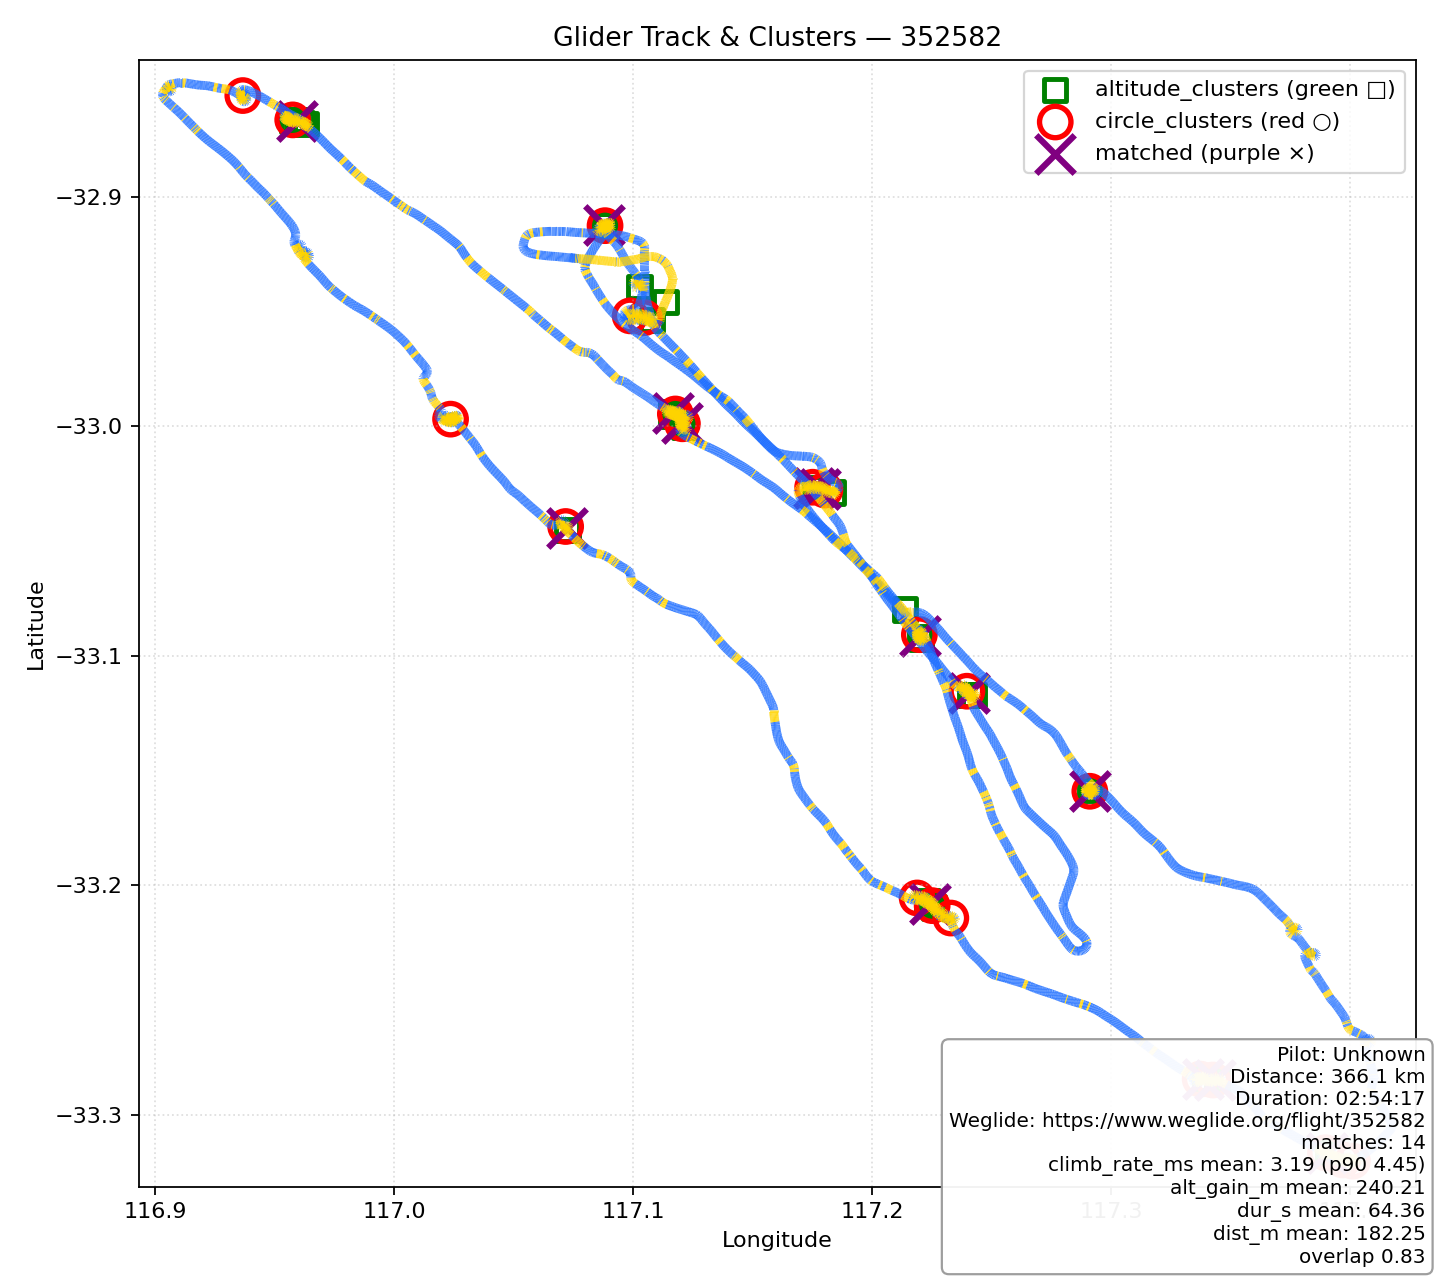 Glider Track & Clusters — 352582
altitude_clusters (green □)
circle_clusters (red ○)
matched (purple ×)
−32.9
−33.0
−33.1
−33.2
−33.3
Latitude
116.9
117.0
117.1
117.2
117.3
Longitude
Pilot: Unknown
Distance: 366.1 km
Duration: 02:54:17
Weglide: https://www.weglide.org/flight/352582
matches: 14
climb_rate_ms mean: 3.19 (p90 4.45)
alt_gain_m mean: 240.21
dur_s mean: 64.36
dist_m mean: 182.25
overlap 0.83